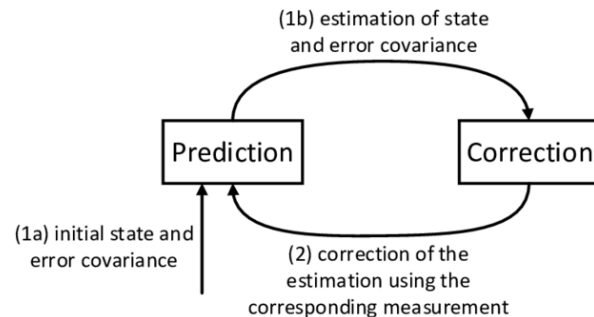 (1b) estimation of state
and error covariance
Prediction
Correction
(1a) initial state and
error covariance
(2) correction of the
estimation using the
corresponding measurement